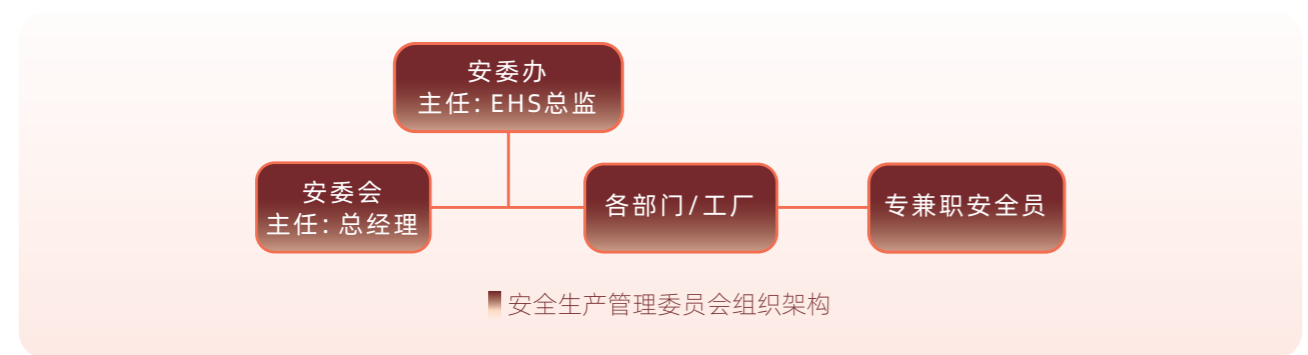 安委办
主任：EHS总监
安委会
主任：总经理
各部门/工厂
专兼职安全员
安全生产管理委员会组织架构